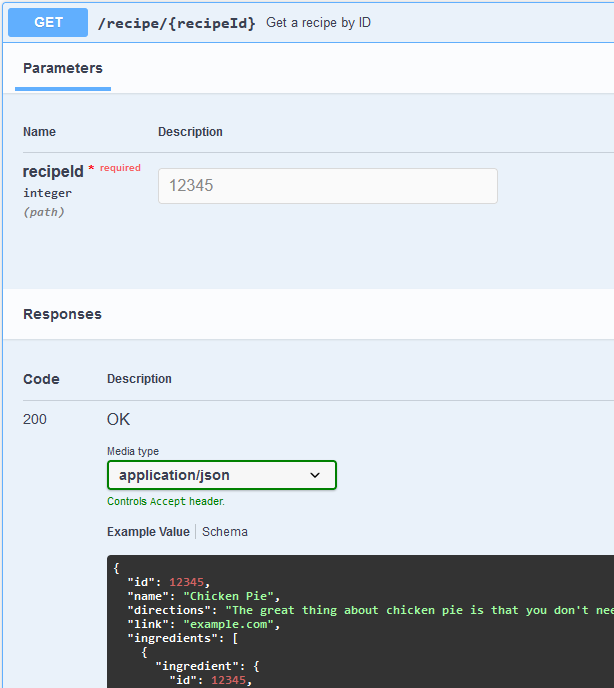 GET /recipe/{recipeId} Get a recipe by ID
Parameters
Name Description
recipeId * required
12345
integer
(path)
Responses
Code Description
200 OK
Media type
application/json
Controls Accept header.
Example Value Schema
{
"id": 12345,
"name": "Chicken Pie",
"directions": "The great thing about chicken pie is that you don't nee
"link": "example.com",
"ingredients": [
{
"ingredient": {
"id": 12345,